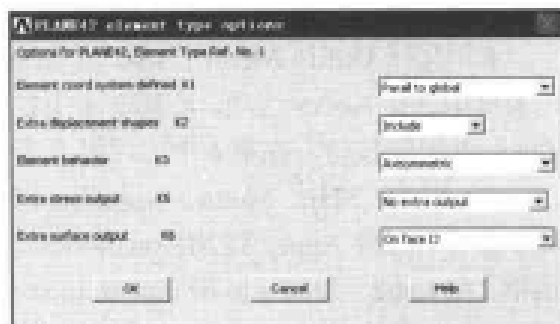 PLANE42 element type options
Options for PLANE42, Element Type Ref. No. 1
Element coord system defined K1 Parall to global
Extra displacement shapes K2 Include
Element behavior K3 Axisymmetric
Extra stress output K5 No extra output
Extra surface output K6 On face IJ
OK Cancel Help